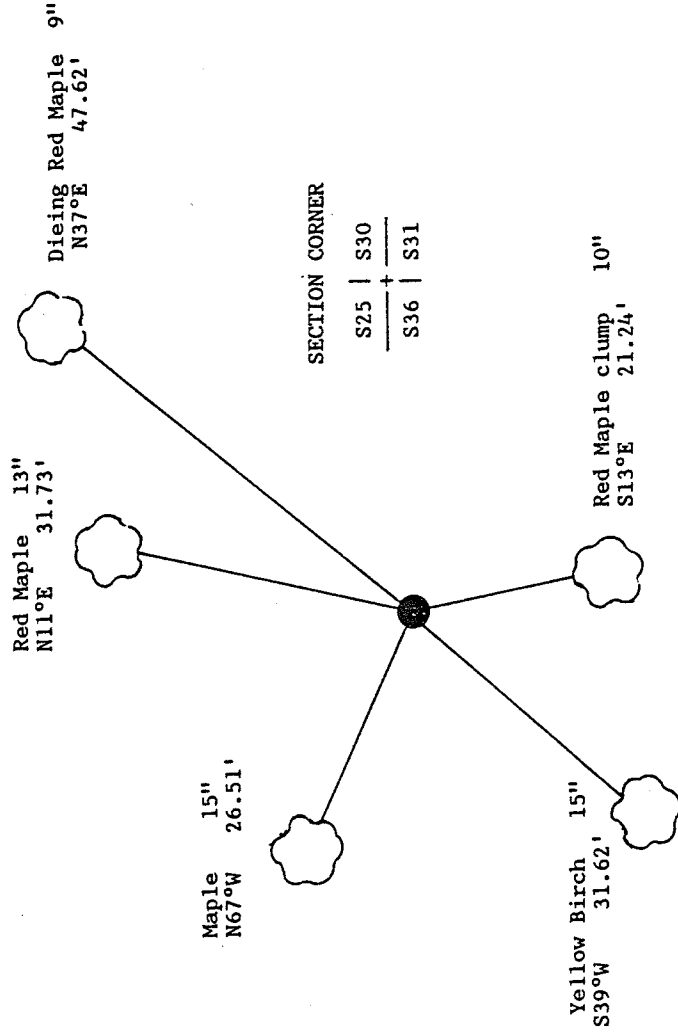 Dieing Red Maple 9"
N37°E 47.62'
Red Maple 13"
N11°E 31.73'
SECTION CORNER
S25 | S30
+
S36 | S31
Maple 15"
N67°W 26.51'
Red Maple clump 10"
S13°E 21.24'
Yellow Birch 15"
S39°W 31.62'